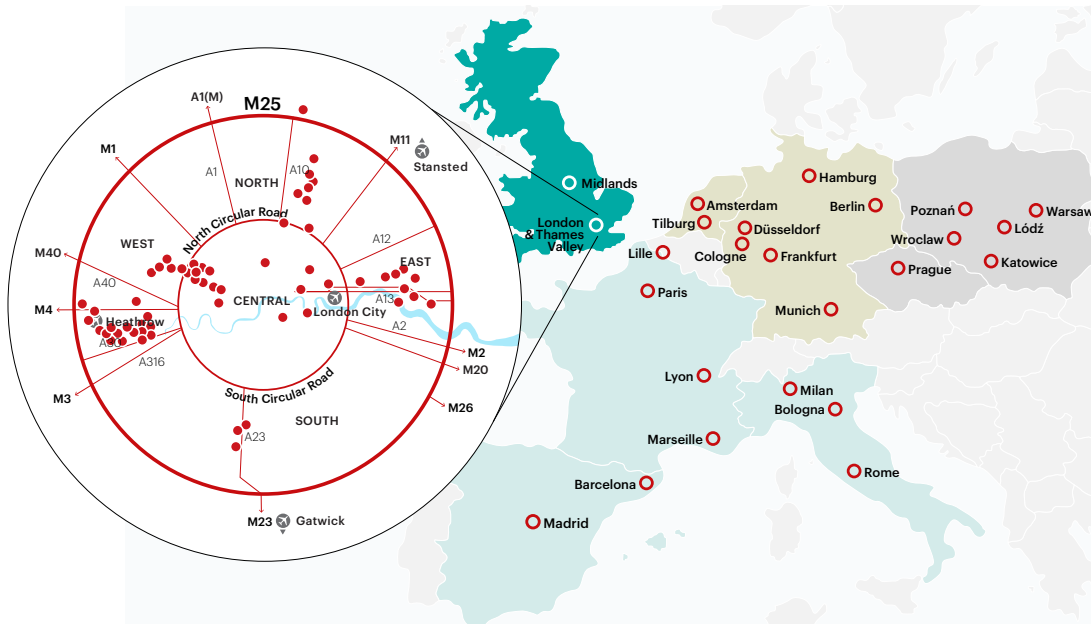 A1(M)
M25
M11
Stansted
M1
A1
A10
NORTH
North Circular Road
A12
WEST
EAST
M40
A40
CENTRAL
A13
London City
M4
Heathrow
A30
A2
A316
M2
M20
M3
South Circular Road
M26
SOUTH
A23
M23
Gatwick
Midlands
London
& Thames
Valley
Hamburg
Amsterdam
Berlin
Poznań
Warsaw
Tilburg
Düsseldorf
Łódź
Wroclaw
Lille
Cologne
Frankfurt
Katowice
Prague
Paris
Munich
Lyon
Milan
Bologna
Marseille
Rome
Barcelona
Madrid